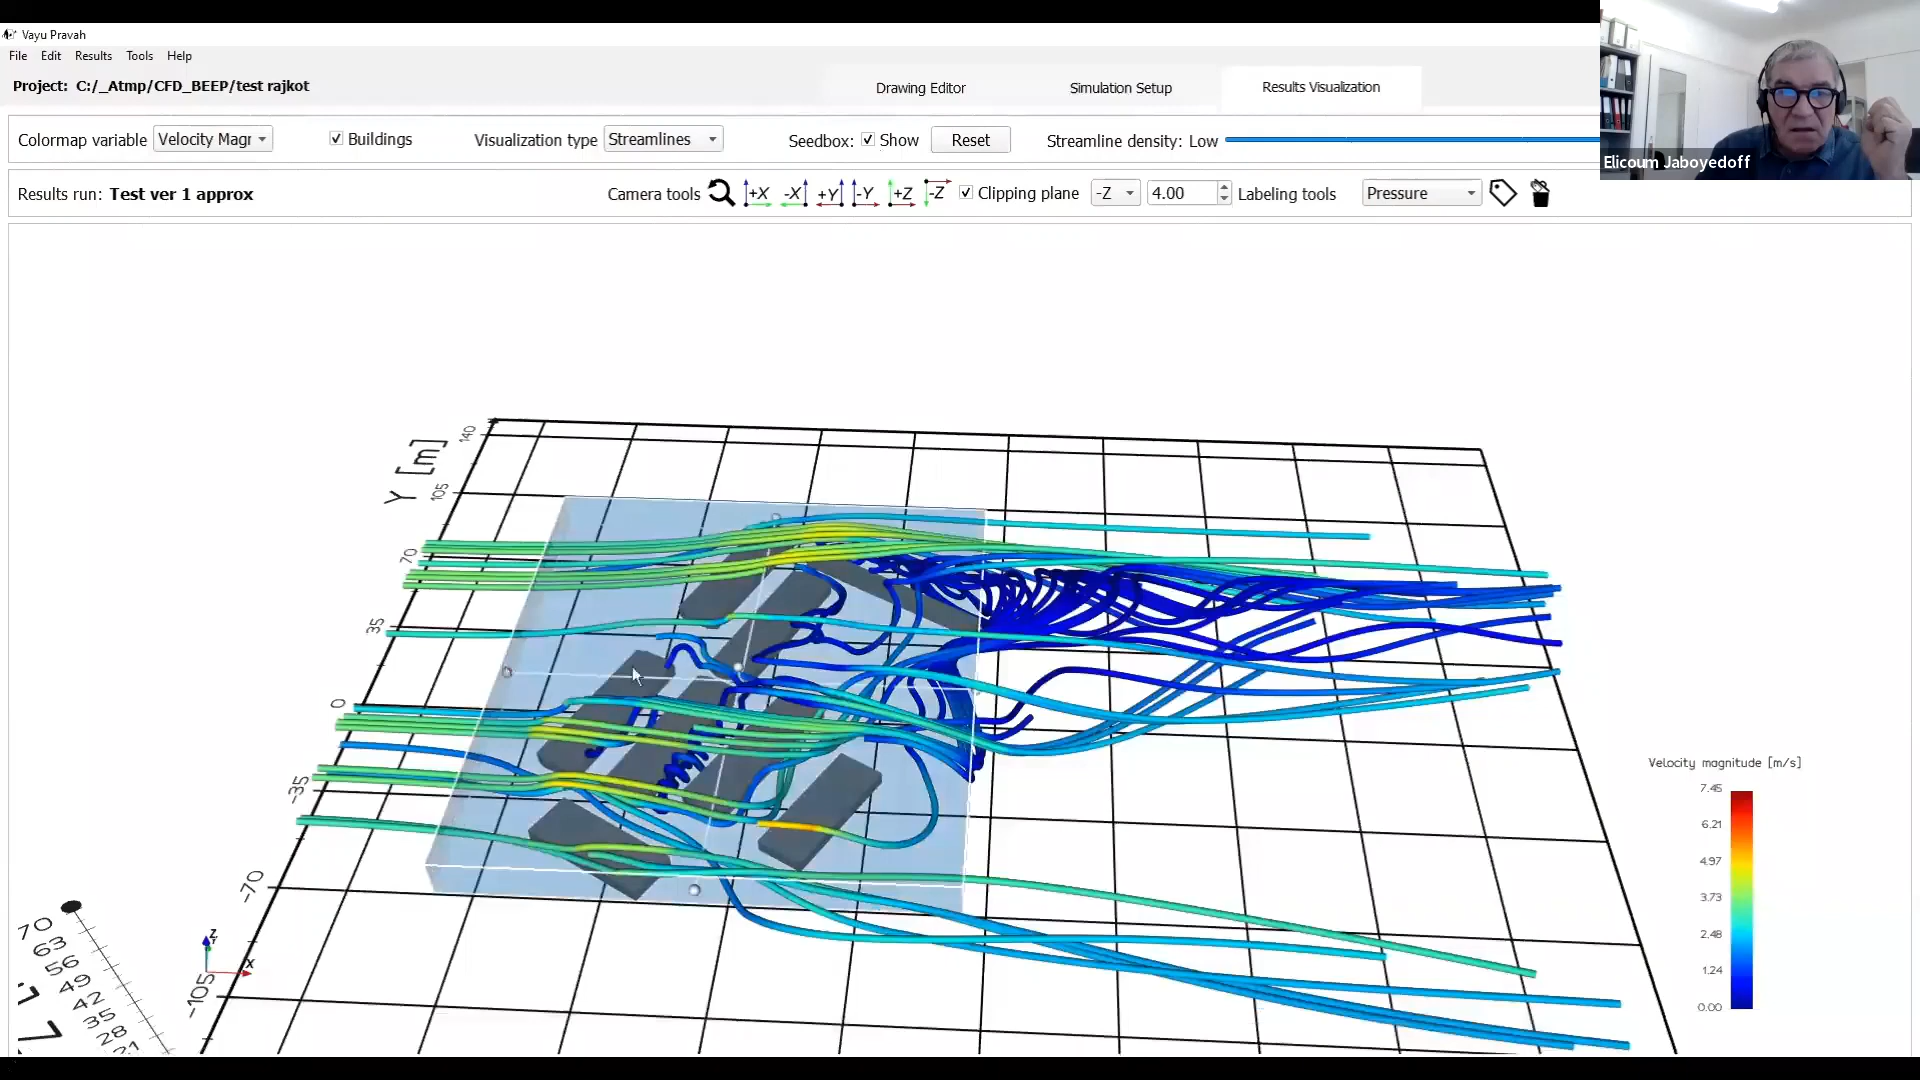 Vayu Pravah
File Edit Results Tools Help
Project: C:/_Atmp/CFD_BEEP/test rajkot
Drawing Editor Simulation Setup Results Visualization
Colormap variable Velocity Magr Buildings Visualization type Streamlines Seedbox: Show Reset Streamline density: Low
Elicoum Jaboyedoff
Results run: Test ver 1 approx Camera tools +X -X +Y -Y +Z -Z Clipping plane -Z 4.00 Labeling tools Pressure
140
Y [m]
105
70
35
0
-35
-70
-105
Velocity magnitude [m/s]
7.45
6.21
4.97
3.73
2.48
1.24
0.00
Z
Y
X
70
63
56
49
42
35
28
21